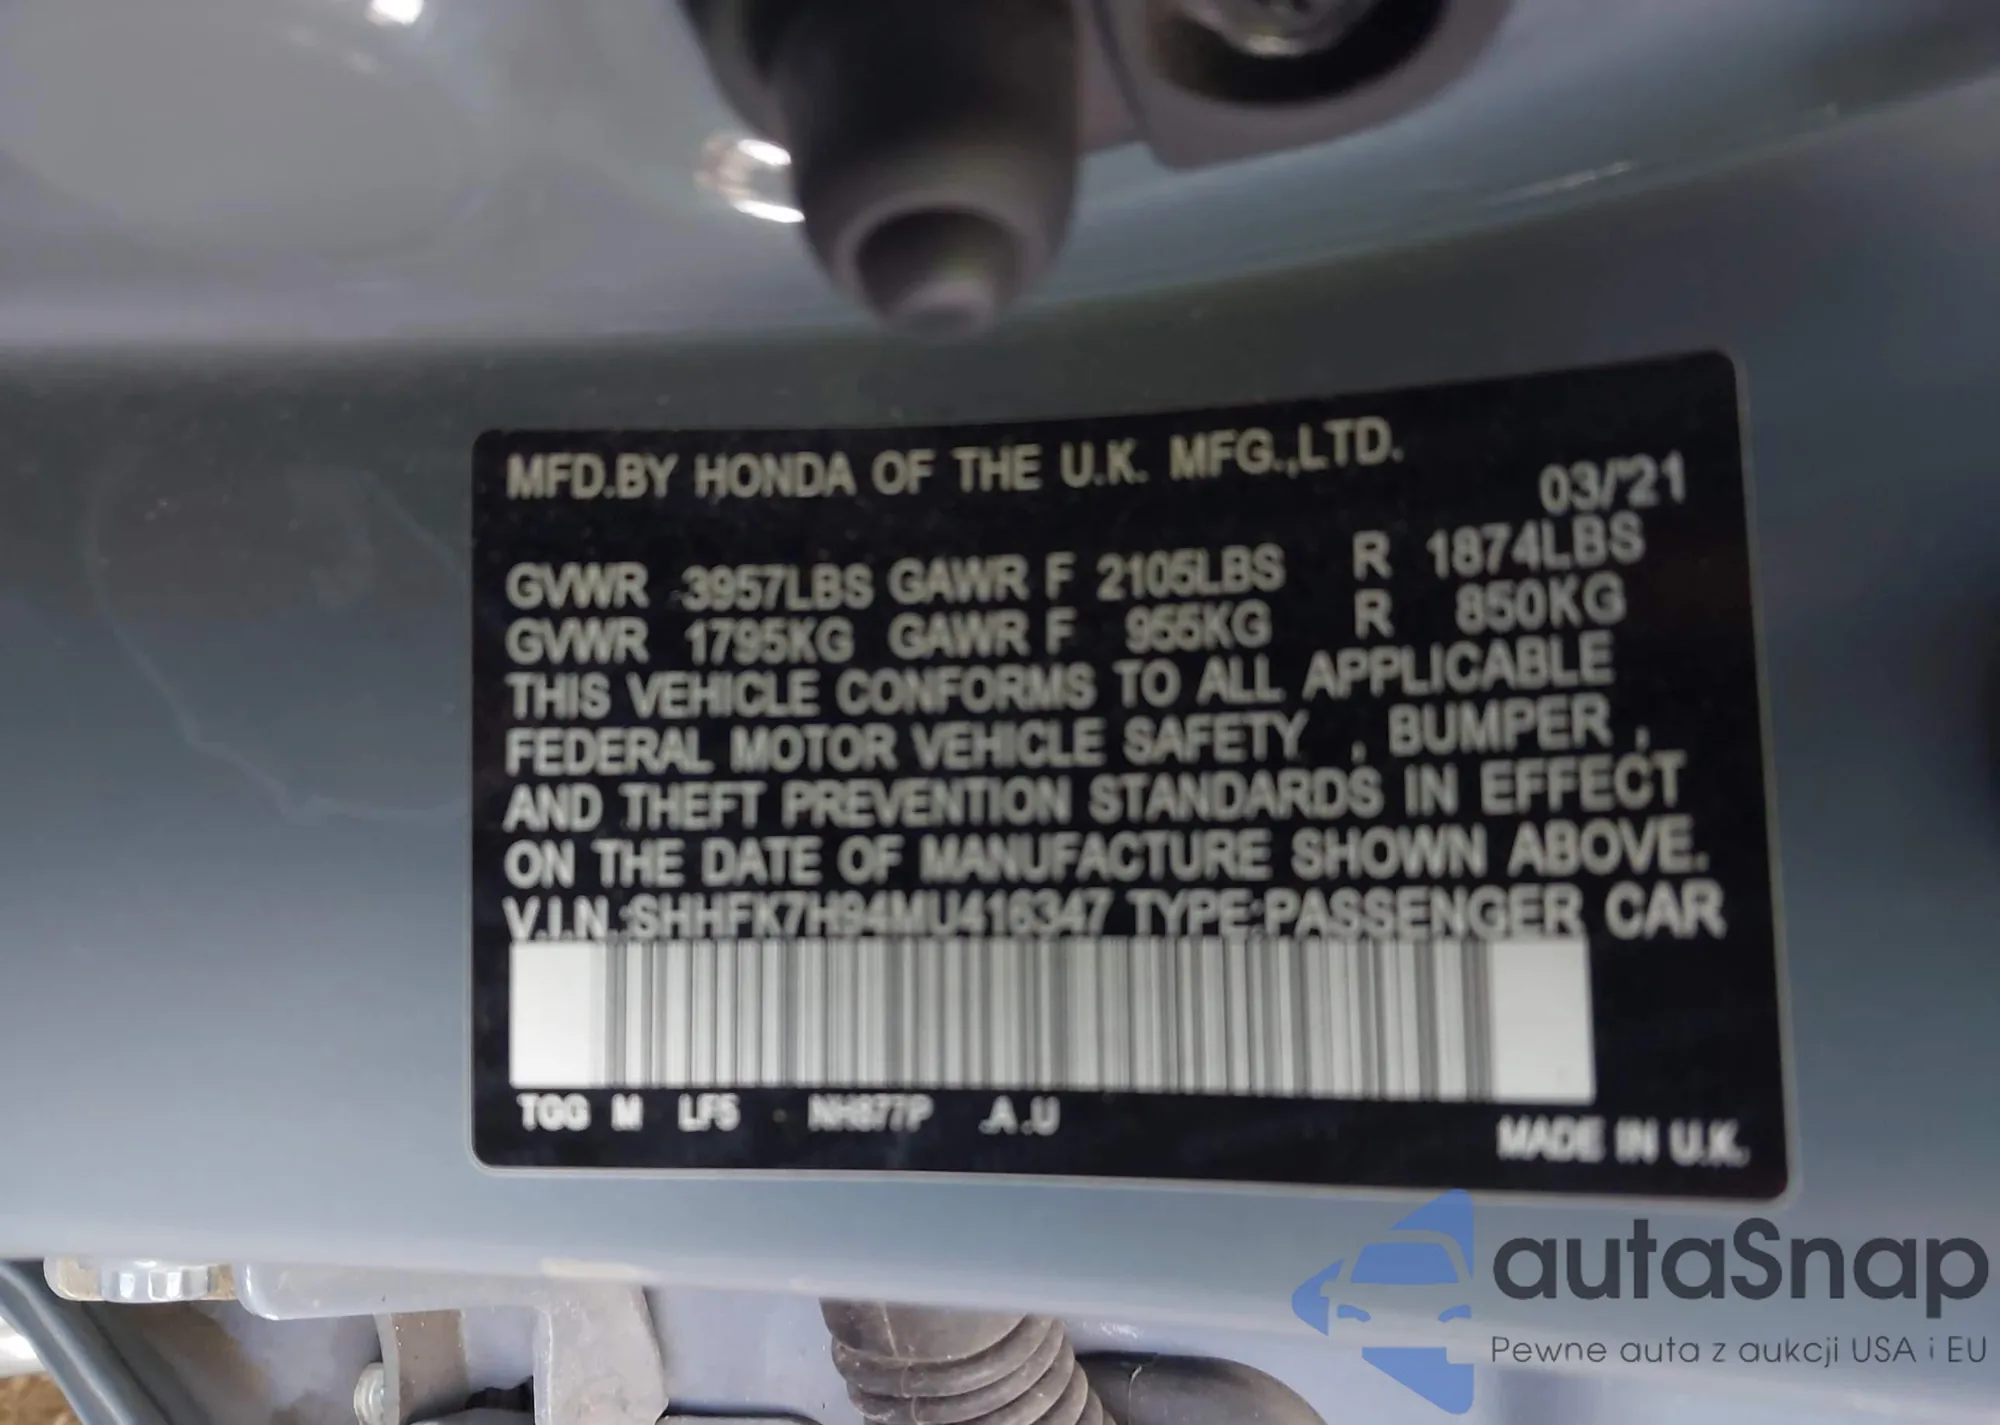 MFD.BY HONDA OF THE U.K. MFG.,LTD.
03/'21
GVWR 3957LBS GAWR F 2105LBS R 1874LBS
GVWR 1795KG GAWR F 955KG R 850KG
THIS VEHICLE CONFORMS TO ALL APPLICABLE
FEDERAL MOTOR VEHICLE SAFETY , BUMPER ,
AND THEFT PREVENTION STANDARDS IN EFFECT
ON THE DATE OF MANUFACTURE SHOWN ABOVE.
V.I.N.:SHHFK7H94MU416347 TYPE:PASSENGER CAR
TGG M LF5 NH877P .A.U
MADE IN U.K.
autaSnap
Pewne auta z aukcji USA i EU